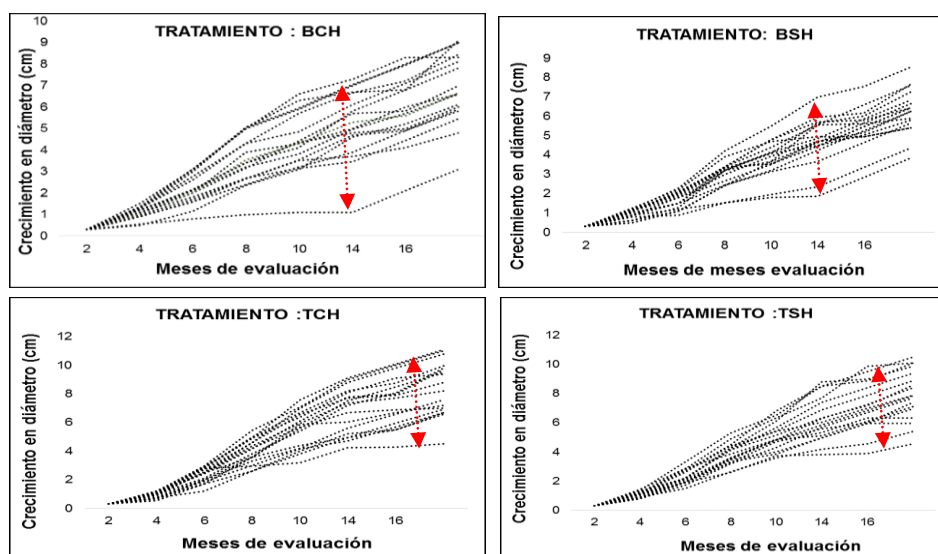 TRATAMIENTO : BCH
Crecimiento en diámetro (cm)
10
9
8
7
6
5
4
3
2
1
0
2 4 6 8 10 14 16
Meses de evaluación
TRATAMIENTO: BSH
Crecimiento en diámetro (cm)
9
8
7
6
5
4
3
2
1
0
2 4 6 8 10 14 16
Meses de meses evaluación
TRATAMIENTO :TCH
Crecimiento en diámetro (cm)
12
10
8
6
4
2
0
2 4 6 8 10 14 16
Meses de evaluación
TRATAMIENTO :TSH
Crecimiento en diámetro (cm)
12
10
8
6
4
2
0
2 4 6 8 10 14 16
Meses de evaluación